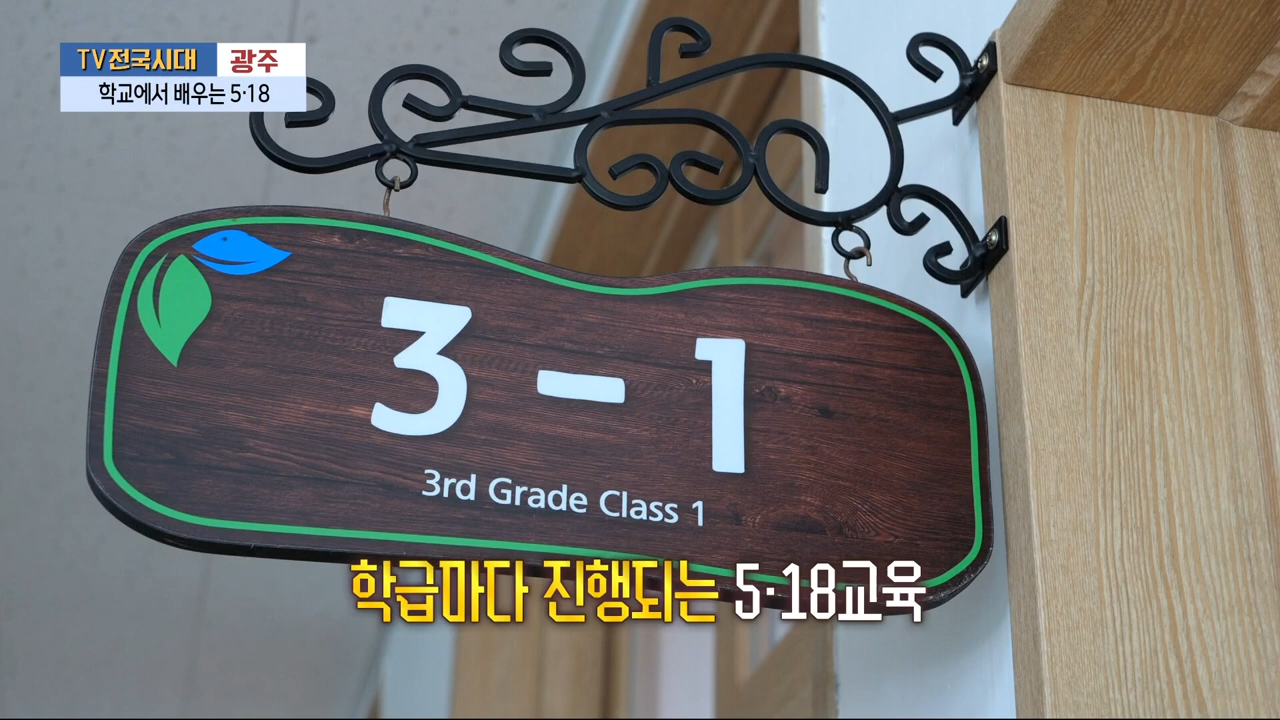 TV전국시대 광주
학교에서 배우는 5·18
3-1
3rd Grade Class 1
학급마다 진행되는 5·18교육